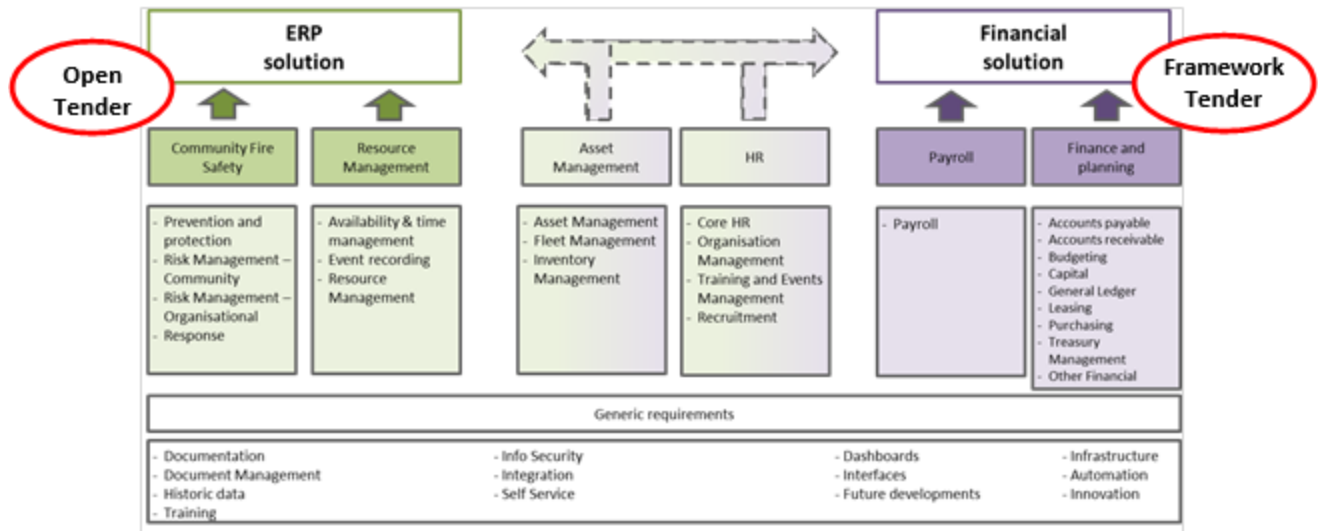 Open
Tender
ERP
solution
Financial
solution
Framework
Tender
Community Fire
Safety
Resource
Management
Asset
Management
HR
Payroll
Finance and
planning
- Prevention and
protection
- Risk Management –
Community
- Risk Management –
Organisational
- Response
- Availability & time
management
- Event recording
- Resource
Management
- Asset Management
- Fleet Management
- Inventory
Management
- Core HR
- Organisation
Management
- Training and Events
Management
- Recruitment
- Payroll
- Accounts payable
- Accounts receivable
- Budgeting
- Capital
- General Ledger
- Leasing
- Purchasing
- Treasury
Management
- Other Financial
Generic requirements
- Documentation
- Document Management
- Historic data
- Training
- Info Security
- Integration
- Self Service
- Dashboards
- Interfaces
- Future developments
- Infrastructure
- Automation
- Innovation